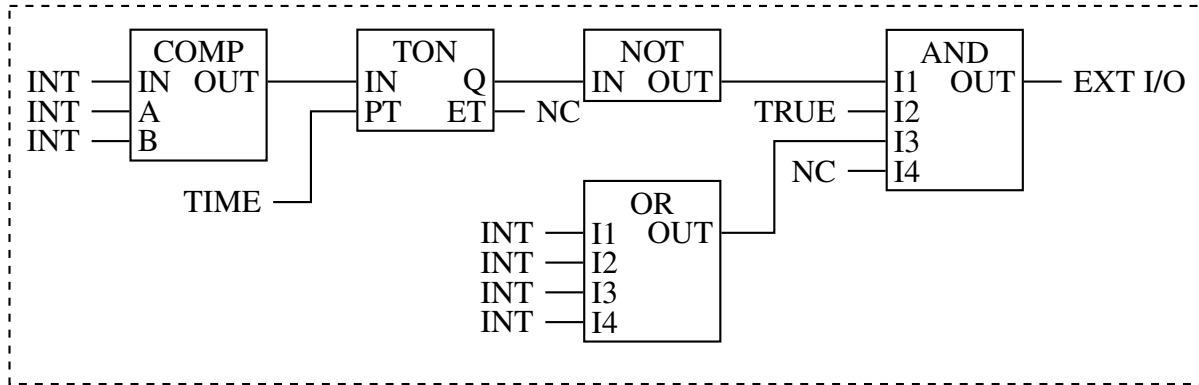 COMP
INT IN OUT
INT A
INT B
TON
IN Q
PT ET NC
TIME
NOT
IN OUT
AND
I1 OUT EXT I/O
TRUE I2
I3
NC I4
OR
INT I1 OUT
INT I2
INT I3
INT I4